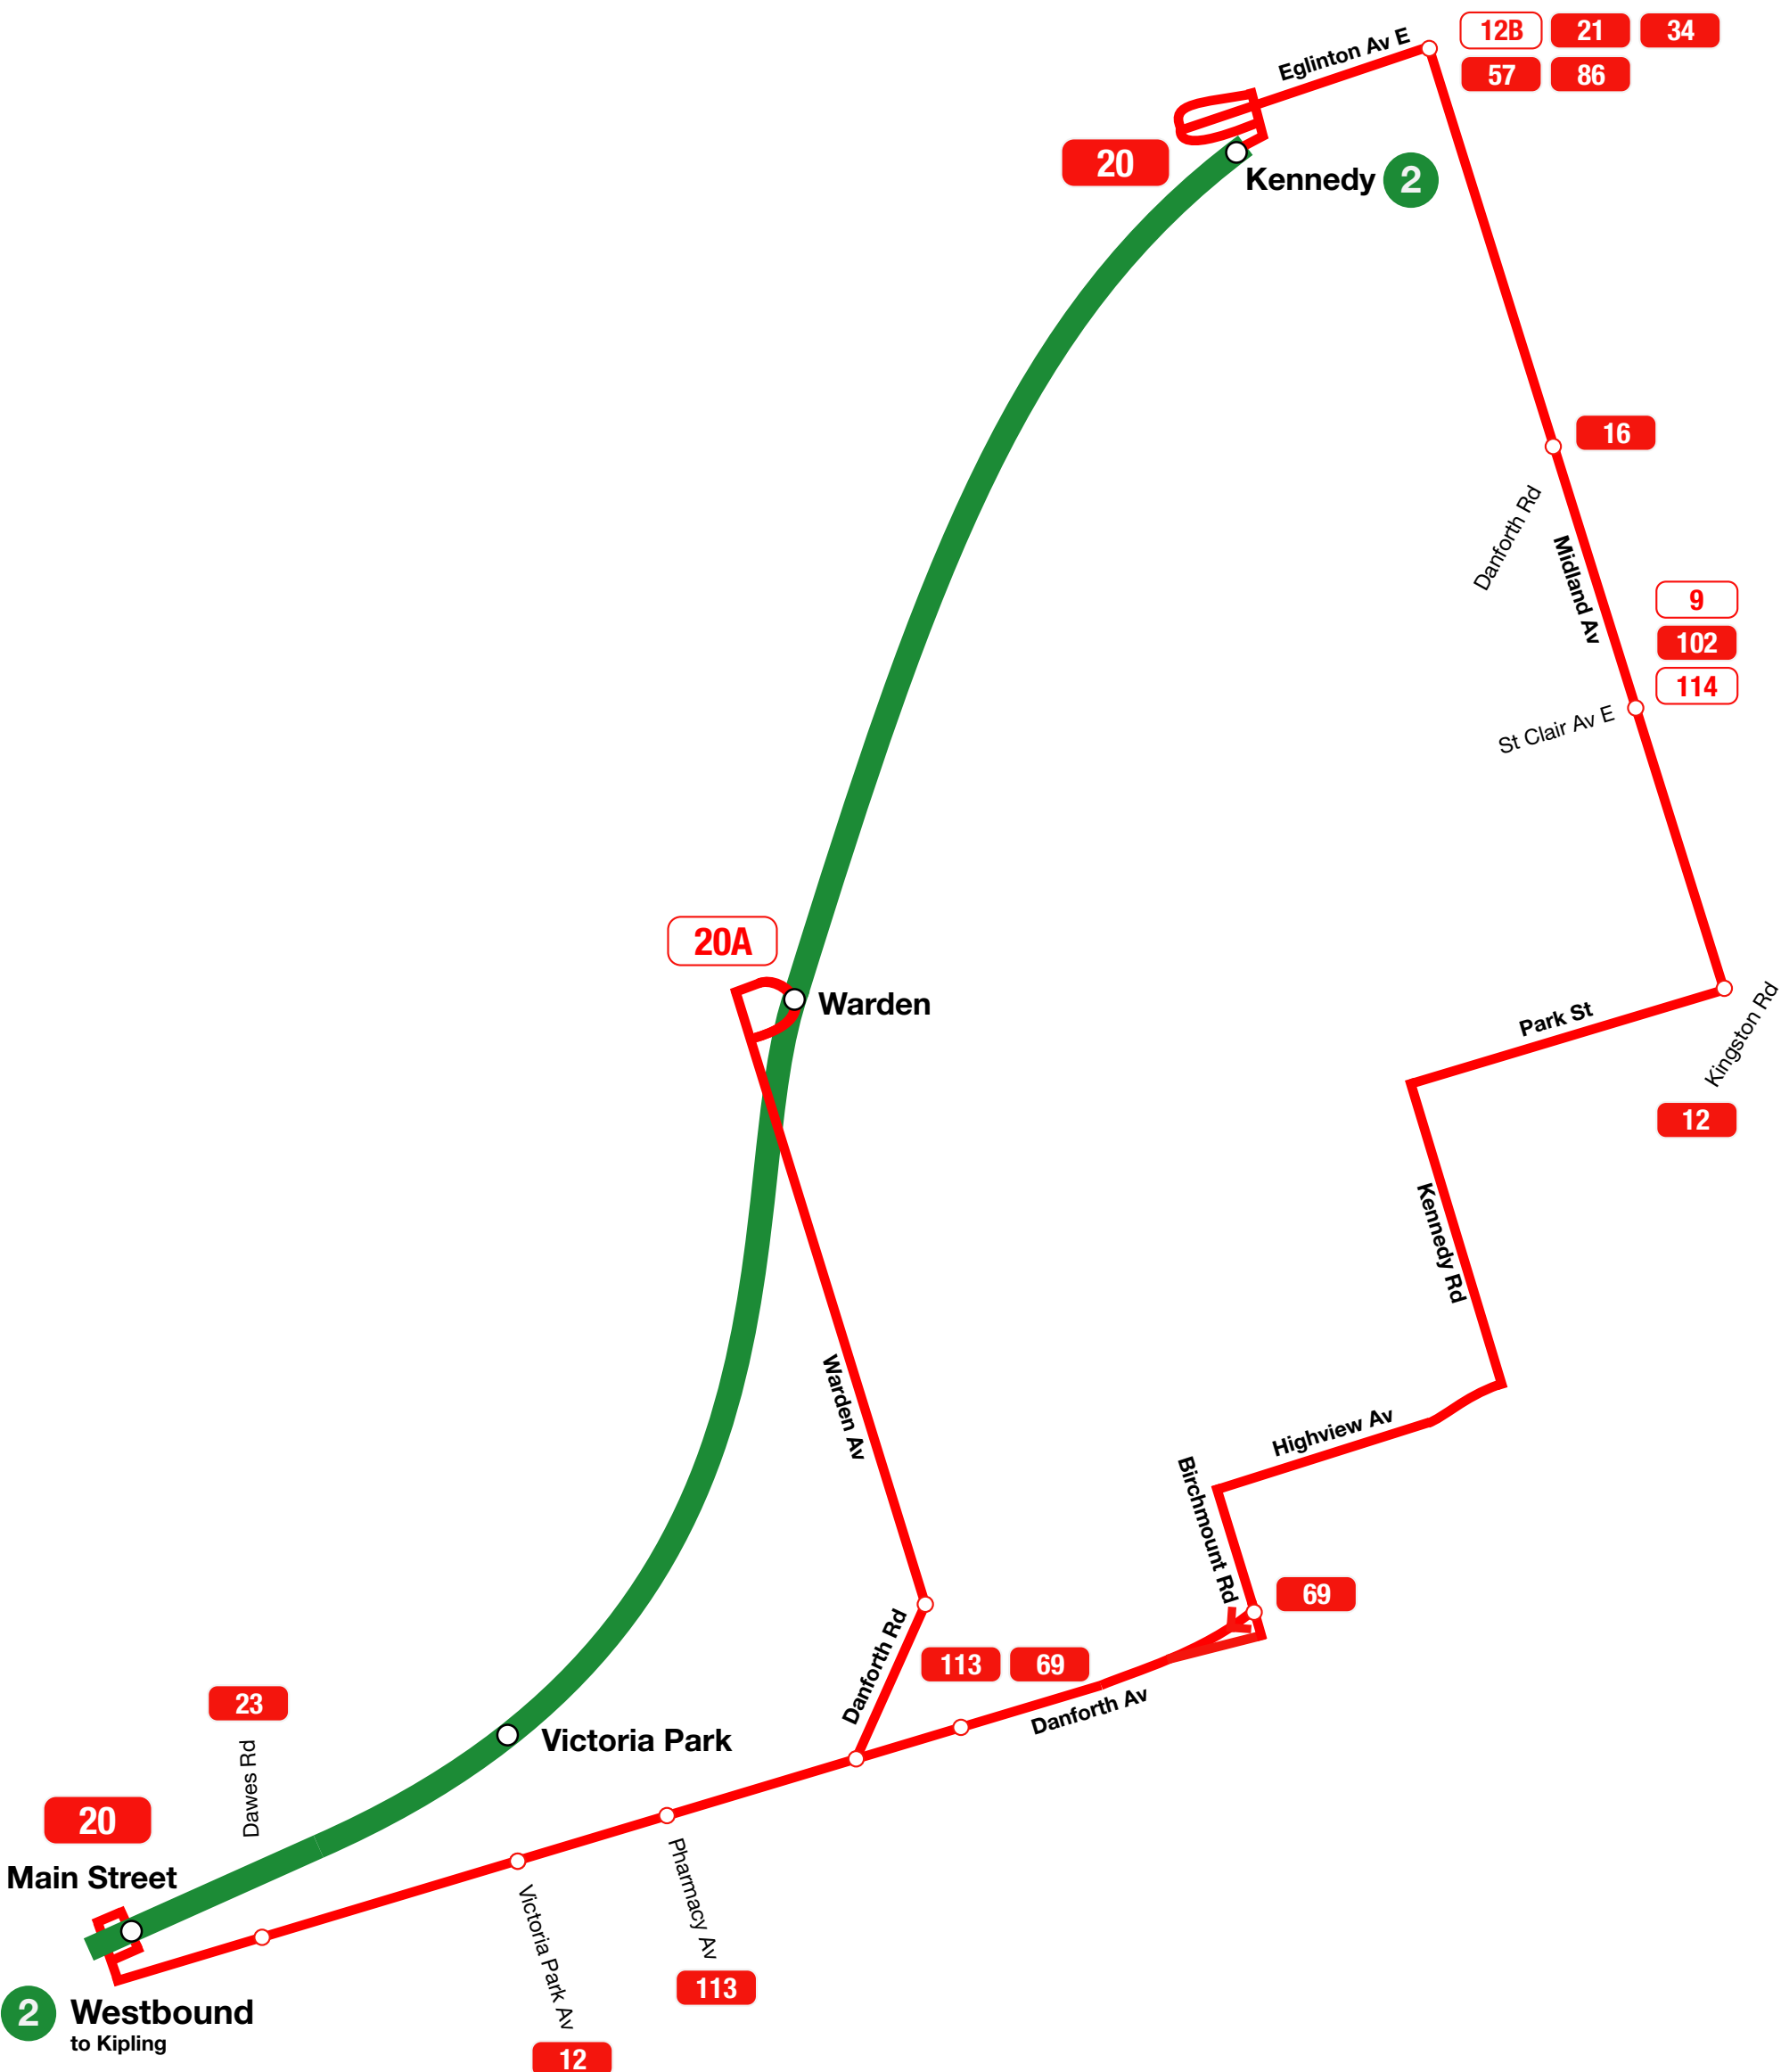 Eglinton Av E
12B 21 34
57 86
20
Kennedy 2
16
Danforth Rd
Midland Av
9
102
114
St Clair Av E
20A
Warden
Park St
Kingston Rd
12
Kennedy Rd
Warden Av
Highview Av
Birchmount Rd
69
Danforth Rd
113 69
Danforth Av
23
Dawes Rd
Victoria Park
20
Main Street
Pharmacy Av
113
Victoria Park Av
12
2 Westbound
to Kipling